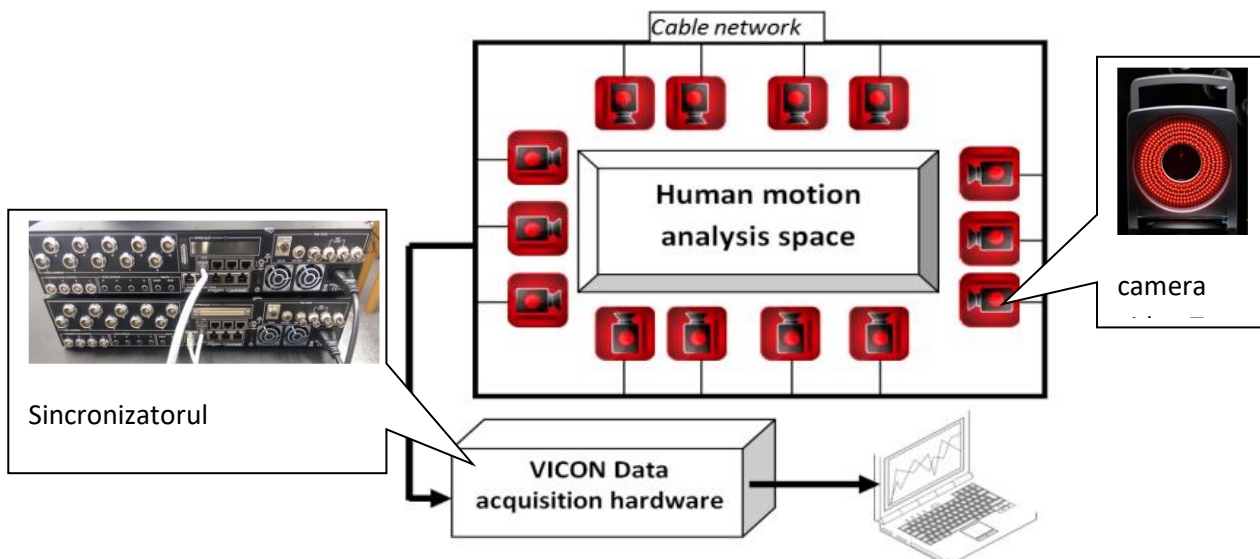 Cable network
Human motion
analysis space
camera
Sincronizatorul
VICON Data
acquisition hardware